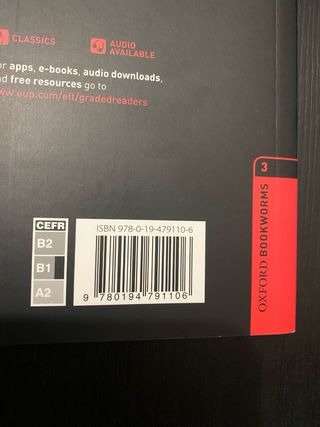 CLASSICS
AUDIO
AVAILABLE
apps, e-books, audio downloads,
free resources go to
.oup.com/elt/gradedreaders
3
OXFORD BOOKWORMS
CEFR
B2
B1
A2
ISBN 978-0-19-479110-6
9 780194 791106